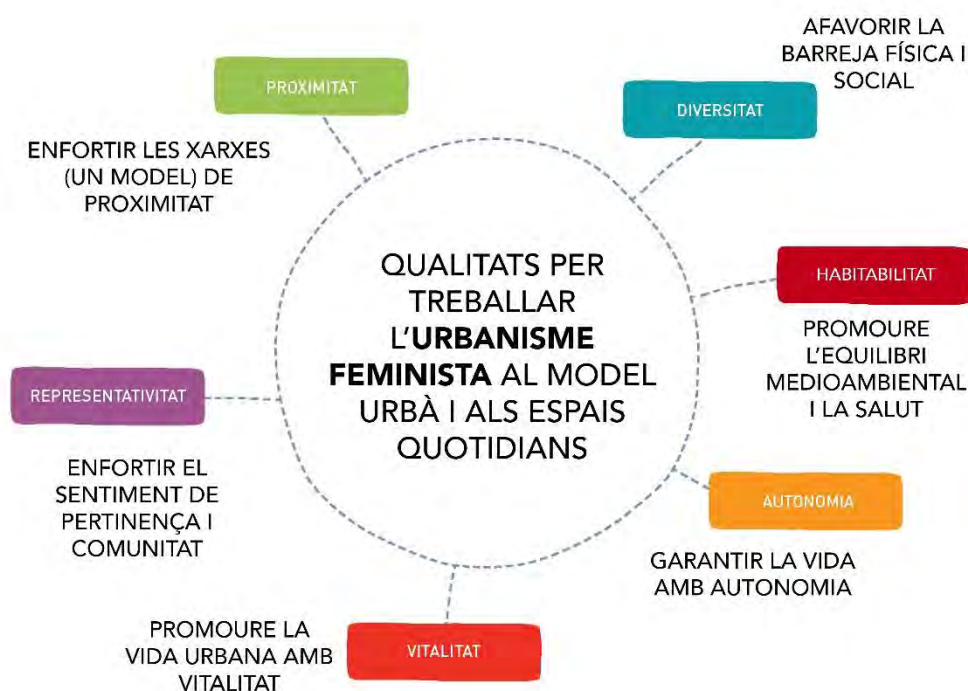 PROXIMITAT
ENFORTIR LES XARXES
(UN MODEL) DE
PROXIMITAT
AFAVORIR LA
BARREJA FÍSICA I
SOCIAL
DIVERSITAT
QUALITATS PER
TREBALLAR
L'URBANISME
FEMINISTA AL MODEL
URBÀ I ALS ESPAIS
QUOTIDIANS
HABITABILITAT
PROMOURE
L'EQUILIBRI
MEDIOAMBIENTAL
I LA SALUT
REPRESENTATIVITAT
ENFORTIR EL
SENTIMENT DE
PERTINENÇA I
COMUNITAT
AUTONOMIA
GARANTIR LA VIDA
AMB AUTONOMIA
PROMOURE LA
VIDA URBANA AMB
VITALITAT
VITALITAT